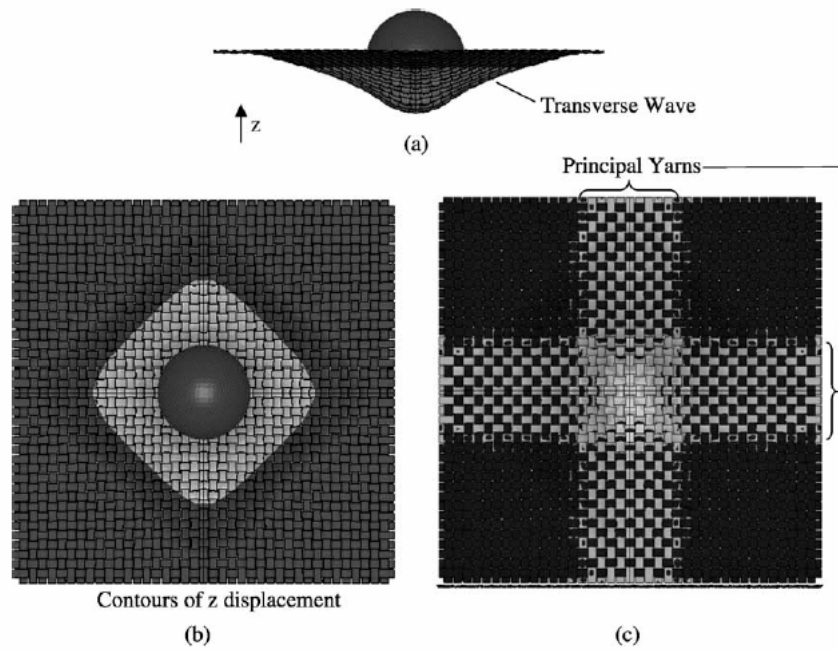 Transverse Wave
z
(a)
Principal Yarns
Contours of z displacement
(b)
(c)